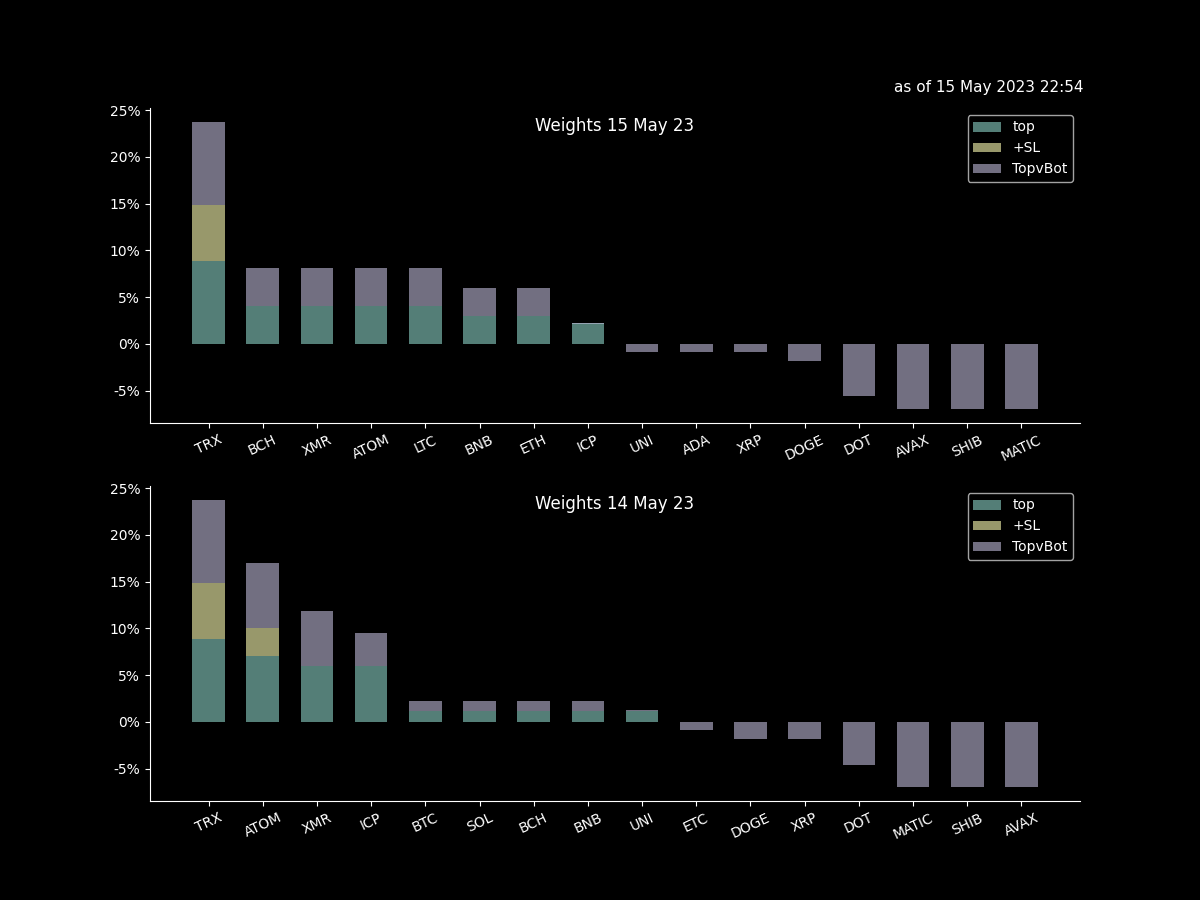 as of 15 May 2023 22:54
Weights 15 May 23
top
+SL
TopvBot
25%
20%
15%
10%
5%
0%
-5%
TRX BCH XMR ATOM LTC BNB ETH ICP UNI ADA XRP DOGE DOT AVAX SHIB MATIC
Weights 14 May 23
top
+SL
TopvBot
25%
20%
15%
10%
5%
0%
-5%
TRX ATOM XMR ICP BTC SOL BCH BNB UNI ETC DOGE XRP DOT MATIC SHIB AVAX